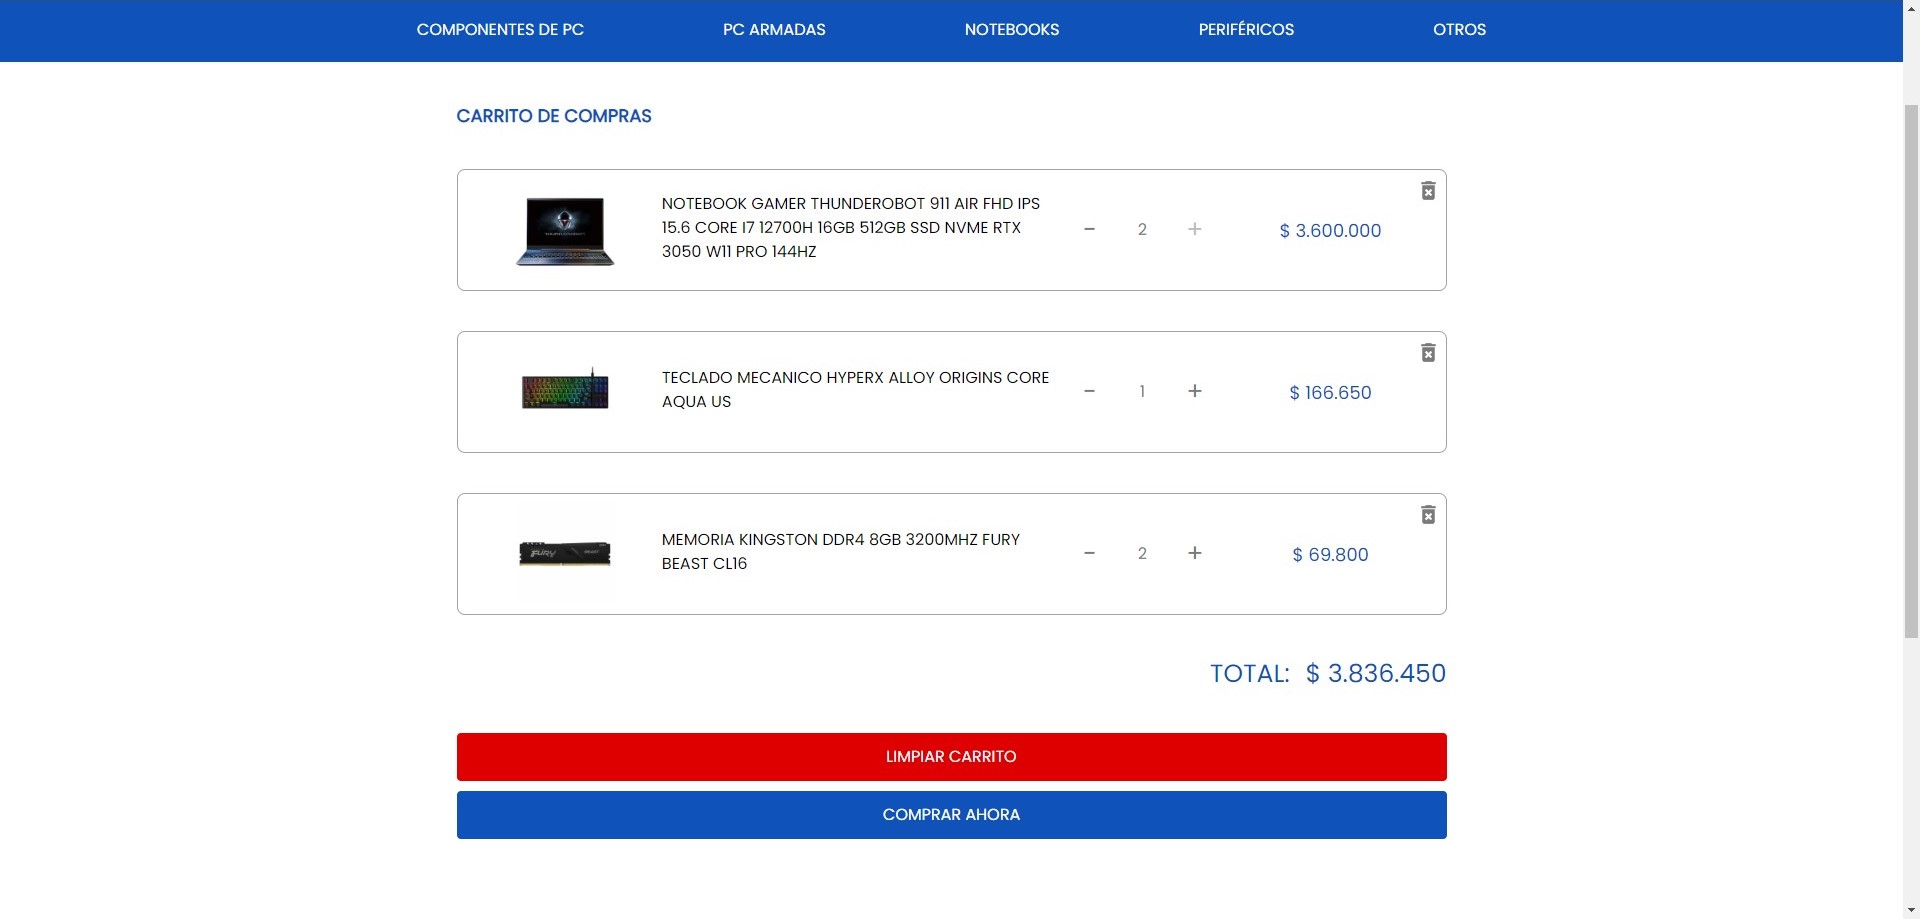 COMPONENTES DE PC
PC ARMADAS
NOTEBOOKS
PERIFÉRICOS
OTROS
CARRITO DE COMPRAS
NOTEBOOK GAMER THUNDEROBOT 911 AIR FHD IPS
15.6 CORE I7 12700H 16GB 512GB SSD NVME RTX
3050 W11 PRO 144HZ
− 2 +
$ 3.600.000
TECLADO MECANICO HYPERX ALLOY ORIGINS CORE
AQUA US
− 1 +
$ 166.650
FURY
MEMORIA KINGSTON DDR4 8GB 3200MHZ FURY
BEAST CL16
− 2 +
$ 69.800
TOTAL: $ 3.836.450
LIMPIAR CARRITO
COMPRAR AHORA